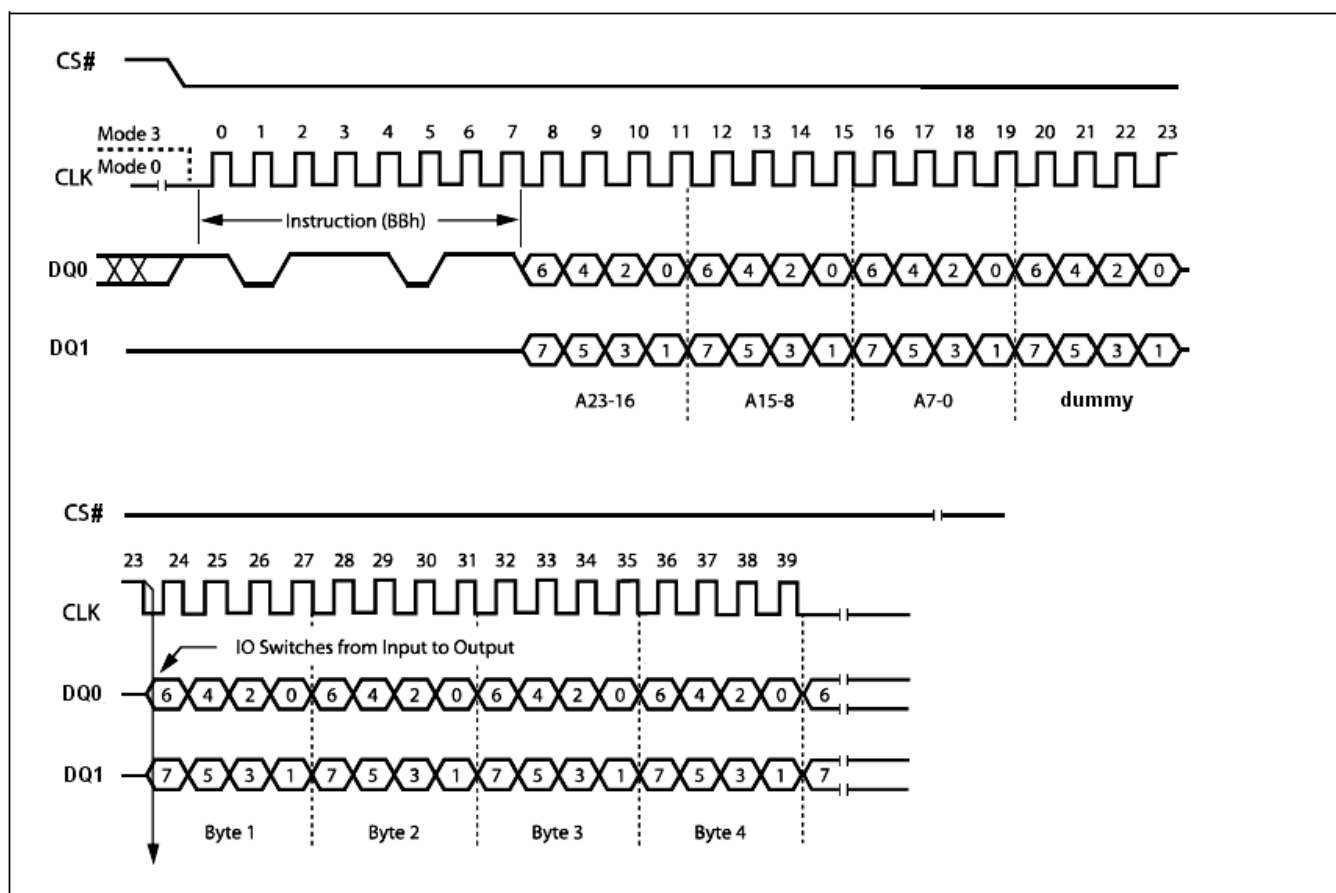 CS#
Mode 3
0 1 2 3 4 5 6 7 8 9 10 11 12 13 14 15 16 17 18 19 20 21 22 23
Mode 0
CLK
Instruction (BBh)
DQ0 6 4 2 0 6 4 2 0 6 4 2 0 6 4 2 0
DQ1 7 5 3 1 7 5 3 1 7 5 3 1 7 5 3 1
A23-16 A15-8 A7-0 dummy
CS#
23 24 25 26 27 28 29 30 31 32 33 34 35 36 37 38 39
CLK
IO Switches from Input to Output
DQ0 6 4 2 0 6 4 2 0 6 4 2 0 6 4 2 0 6
DQ1 7 5 3 1 7 5 3 1 7 5 3 1 7 5 3 1 7
Byte 1 Byte 2 Byte 3 Byte 4